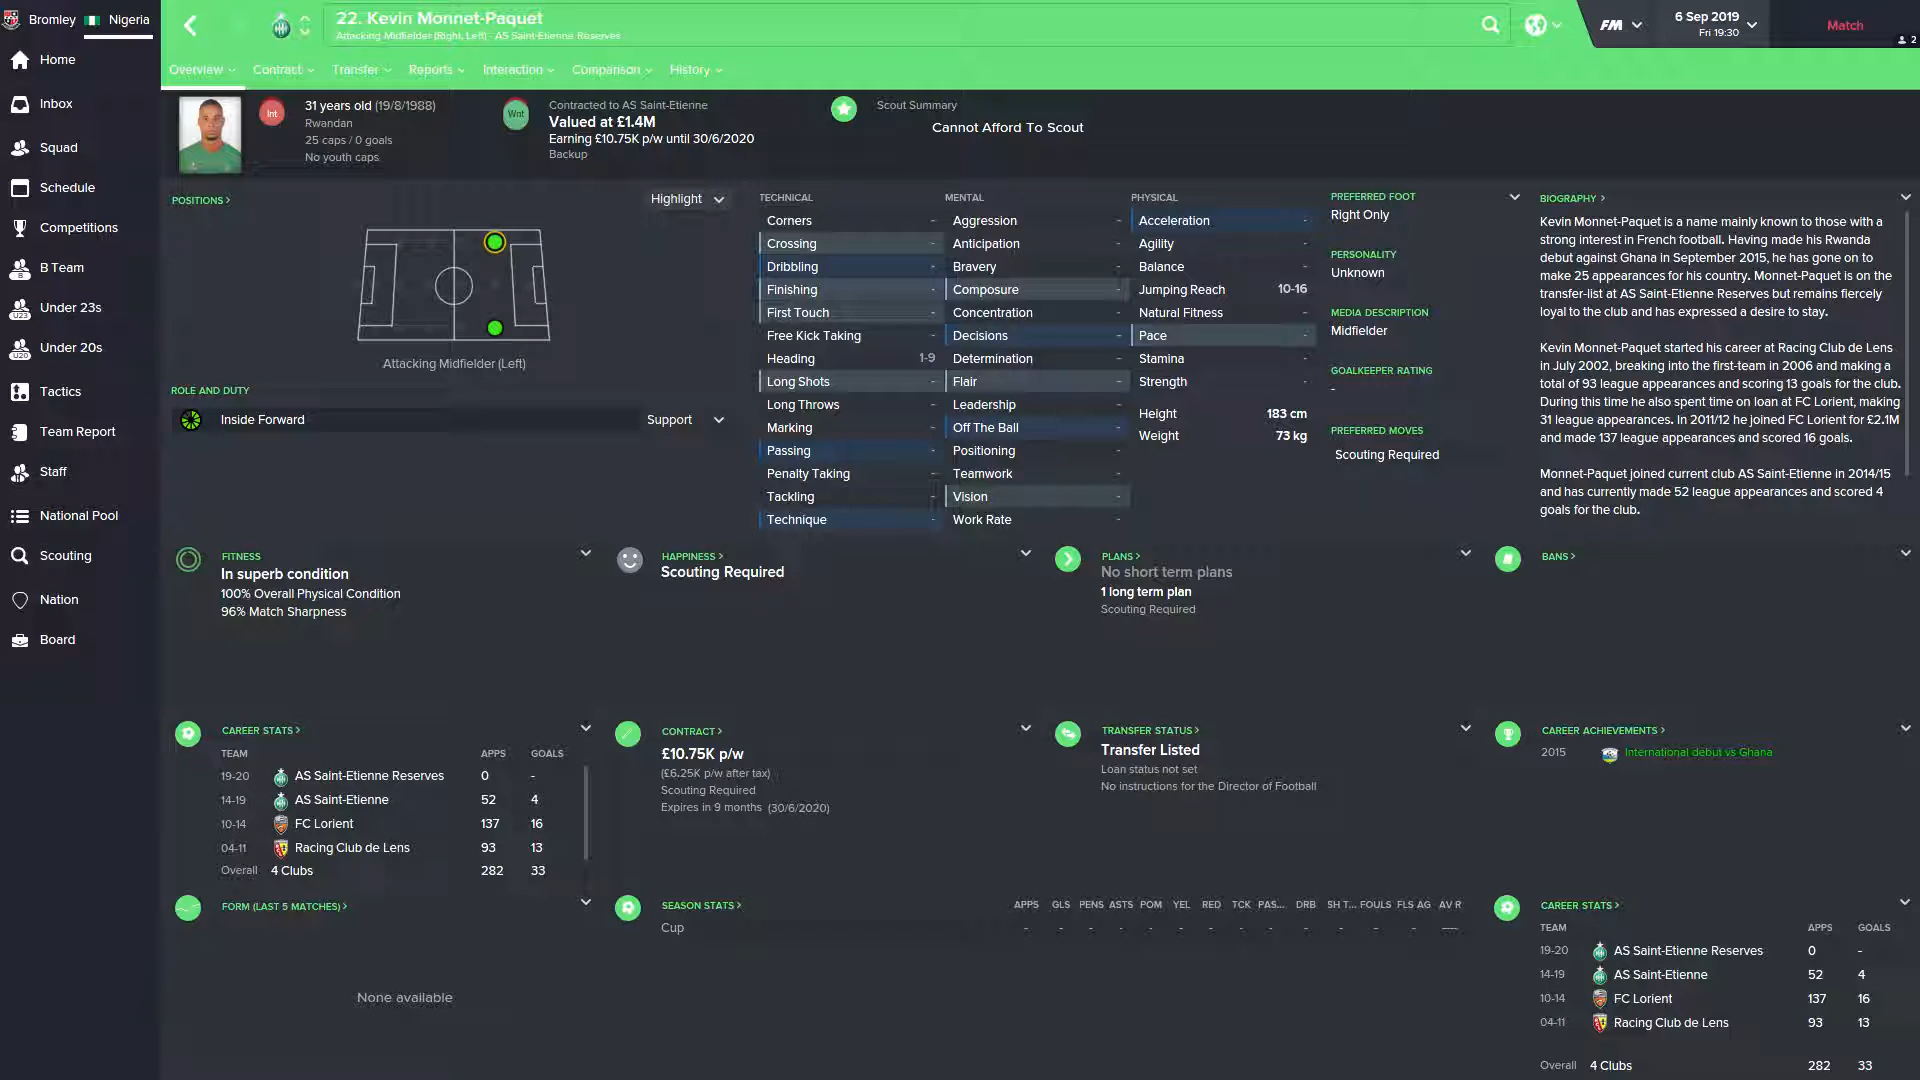 Bromley
Nigeria
Home
Inbox
Squad
Schedule
Competitions
B Team
Under 23s
Under 20s
Tactics
Team Report
Staff
National Pool
Scouting
Nation
Board
22. Kevin Monnet-Paquet
Attacking Midfielder (Right, Left) - AS Saint-Etienne Reserves
FM
6 Sep 2019
Fri 19:30
Match
2
Overview
Contract
Transfer
Reports
Interaction
Comparison
History
Int
31 years old (19/8/1988)
Rwandan
25 caps / 0 goals
No youth caps
Wnt
Contracted to AS Saint-Etienne
Valued at £1.4M
Earning £10.75K p/w until 30/6/2020
Backup
Scout Summary
Cannot Afford To Scout
POSITIONS >
Highlight
Attacking Midfielder (Left)
ROLE AND DUTY
Inside Forward
Support
TECHNICAL
Corners -
Crossing -
Dribbling -
Finishing -
First Touch -
Free Kick Taking -
Heading 1-9
Long Shots -
Long Throws -
Marking -
Passing -
Penalty Taking -
Tackling -
Technique -
MENTAL
Aggression -
Anticipation -
Bravery -
Composure -
Concentration -
Decisions -
Determination -
Flair -
Leadership -
Off The Ball -
Positioning -
Teamwork -
Vision -
Work Rate -
PHYSICAL
Acceleration -
Agility -
Balance -
Jumping Reach 10-16
Natural Fitness -
Pace -
Stamina -
Strength -
Height 183 cm
Weight 73 kg
PREFERRED FOOT
Right Only
PERSONALITY
Unknown
MEDIA DESCRIPTION
Midfielder
GOALKEEPER RATING
-
PREFERRED MOVES
Scouting Required
BIOGRAPHY >
Kevin Monnet-Paquet is a name mainly known to those with a
strong interest in French football. Having made his Rwanda
debut against Ghana in September 2015, he has gone on to
make 25 appearances for his country. Monnet-Paquet is on the
transfer-list at AS Saint-Etienne Reserves but remains fiercely
loyal to the club and has expressed a desire to stay.
Kevin Monnet-Paquet started his career at Racing Club de Lens
in July 2002, breaking into the first-team in 2006 and making a
total of 93 league appearances and scoring 13 goals for the club.
During this time he also spent time on loan at FC Lorient, making
31 league appearances. In 2011/12 he joined FC Lorient for £2.1M
and made 137 league appearances and scored 16 goals.
Monnet-Paquet joined current club AS Saint-Etienne in 2014/15
and has currently made 52 league appearances and scored 4
goals for the club.
FITNESS
In superb condition
100% Overall Physical Condition
96% Match Sharpness
HAPPINESS >
Scouting Required
PLANS >
No short term plans
1 long term plan
Scouting Required
BANS >
CAREER STATS >
TEAM APPS GOALS
19-20 AS Saint-Etienne Reserves 0 -
14-19 AS Saint-Etienne 52 4
10-14 FC Lorient 137 16
04-11 Racing Club de Lens 93 13
Overall 4 Clubs 282 33
CONTRACT >
£10.75K p/w
(£6.25K p/w after tax)
Scouting Required
Expires in 9 months (30/6/2020)
TRANSFER STATUS >
Transfer Listed
Loan status not set
No instructions for the Director of Football
CAREER ACHIEVEMENTS >
2015 International debut vs Ghana
FORM (LAST 5 MATCHES) >
None available
SEASON STATS > APPS GLS PENS ASTS POM YEL RED TCK PAS... DRB SH T... FOULS FLS AG AV R
Cup - - - - - - - - - - - - - ----
CAREER STATS >
TEAM APPS GOALS
19-20 AS Saint-Etienne Reserves 0 -
14-19 AS Saint-Etienne 52 4
10-14 FC Lorient 137 16
04-11 Racing Club de Lens 93 13
Overall 4 Clubs 282 33